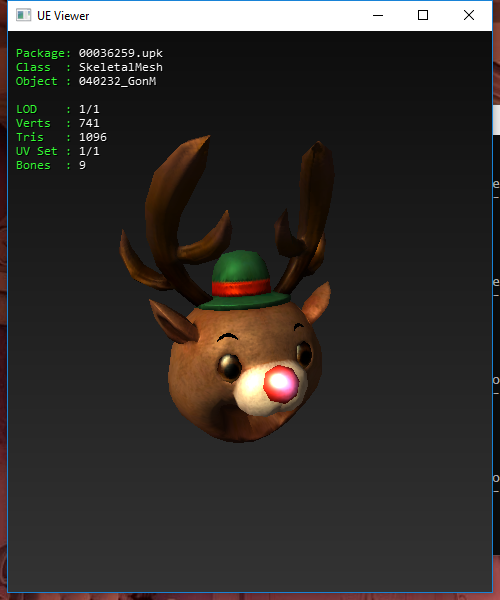 UE Viewer
Package: 00036259.upk
Class : SkeletalMesh
Object : 040232_GonM
LOD : 1/1
Verts : 741
Tris : 1096
UV Set : 1/1
Bones : 9